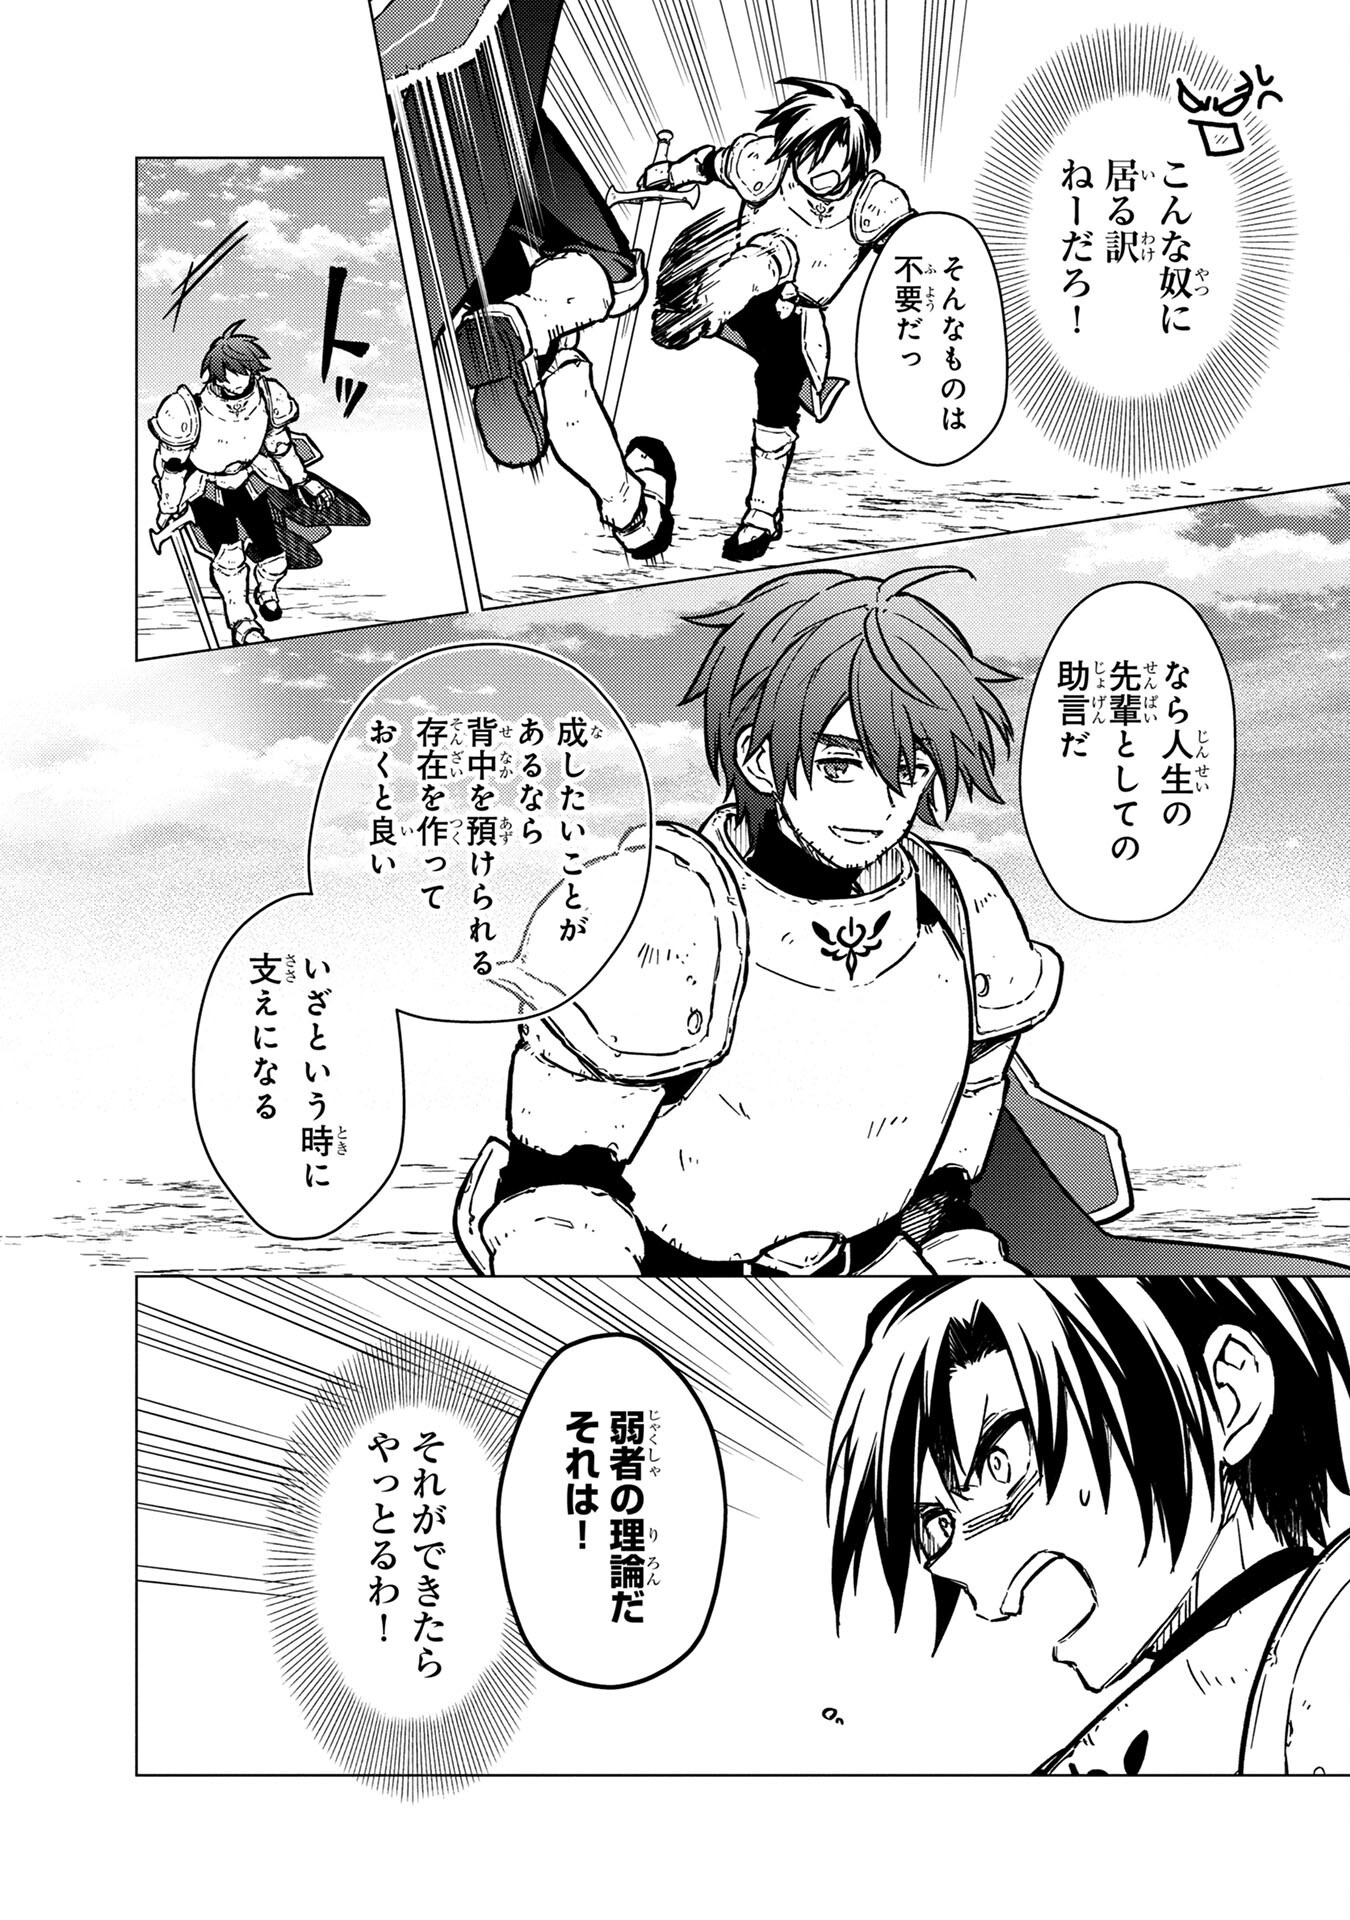 こんな奴に
居る訳
ねーだろ！
そんなものは
不要だっ
トッ
なら人生の
先輩としての
助言だ
成したいことが
あるなら
背中を預けられる
存在を作って
おくと良い
いざという時に
支えになる
弱者の理論だ
それは！
それができたら
やっとるわ！